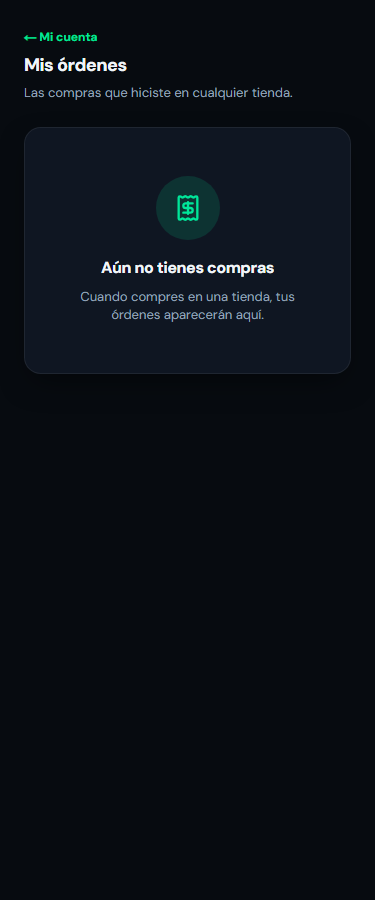 ← Mi cuenta
Mis órdenes
Las compras que hiciste en cualquier tienda.
Aún no tienes compras
Cuando compres en una tienda, tus
órdenes aparecerán aquí.